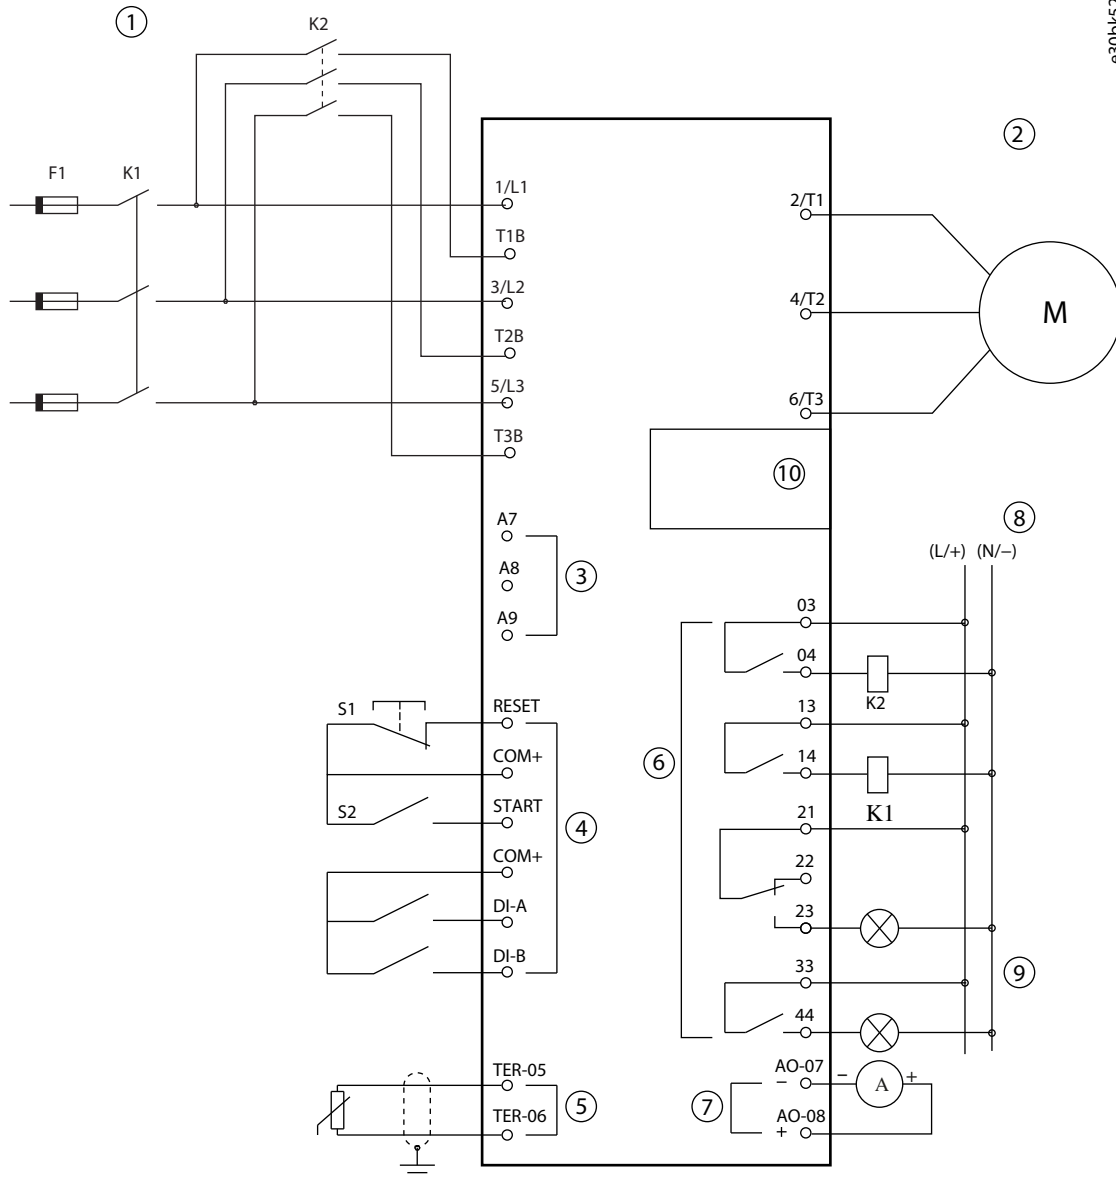 1
K2
2
F1
K1
1/L1
T1B
3/L2
T2B
5/L3
T3B
2/T1
4/T2
6/T3
M
10
A7
A8
A9
3
8
(L/+) (N/−)
S1
RESET
COM+
S2
START
COM+
DI-A
DI-B
4
03
04
K2
13
14
K1
6
21
22
23
33
44
9
TER-05
TER-06
5
7
AO-07
−
− A +
AO-08
+